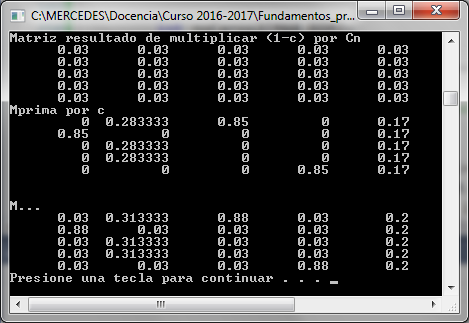 C:\MERCEDES\Docencia\Curso 2016-2017\Fundamentos_pr...
Matriz resultado de multiplicar (1-c) por Cn
0.03 0.03 0.03 0.03 0.03
0.03 0.03 0.03 0.03 0.03
0.03 0.03 0.03 0.03 0.03
0.03 0.03 0.03 0.03 0.03
0.03 0.03 0.03 0.03 0.03
Mprima por c
0 0.283333 0.85 0 0.17
0.85 0 0 0 0.17
0 0.283333 0 0 0.17
0 0.283333 0 0 0.17
0 0 0 0.85 0.17
M...
0.03 0.313333 0.88 0.03 0.2
0.88 0.03 0.03 0.03 0.2
0.03 0.313333 0.03 0.03 0.2
0.03 0.313333 0.03 0.03 0.2
0.03 0.03 0.03 0.88 0.2
Presione una tecla para continuar . . . _